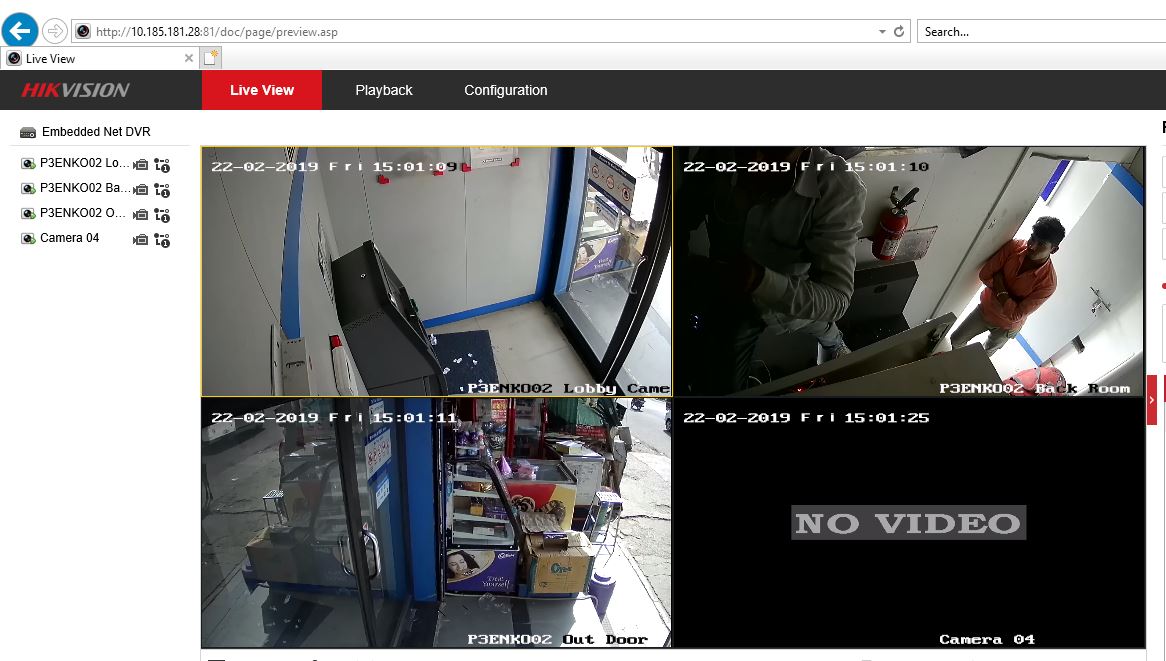 http://10.185.181.28:81/doc/page/preview.asp
Search...
Live View
HIKVISION
Live View
Playback
Configuration
Embedded Net DVR
P3ENKO02 Lo...
P3ENKO02 Ba...
P3ENKO02 O...
Camera 04
22-02-2019 Fri 15:01:09
P3ENKO02 Lobby Came
22-02-2019 Fri 15:01:10
P3ENKO02 Back Room
22-02-2019 Fri 15:01:11
Treat
Yourself
P3ENKO02 Out Door
22-02-2019 Fri 15:01:25
NO VIDEO
Camera 04